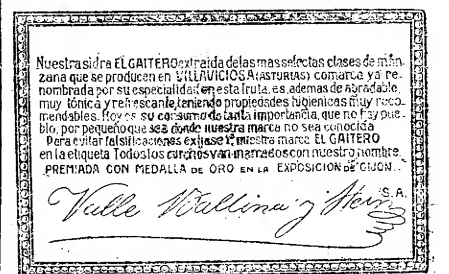 Nuestra sidra EL GAITERO extraida de las mas selectas clases de man-
zana que se producen en VILLAVICIOSA (ASTURIAS) comarca ya re-
nombrada por su especialidad en esta fruta, es, ademas de agradable,
muy tónica y refrescante, teniendo propiedades higienicas muy reco-
mendables. Hoy es su consumo de tanta importancia, que no hay pue-
blo, por pequeño que sea donde nuestra marca no sea conocida
Para evitar falsificaciones exijase nuestra marca EL GAITERO
en la etiqueta Todos los corchos van marcados con nuestro nombre.
PREMIADA CON MEDALLA DE ORO EN LA EXPOSICION DE GIJON.
Valle Ballina y
S.A.